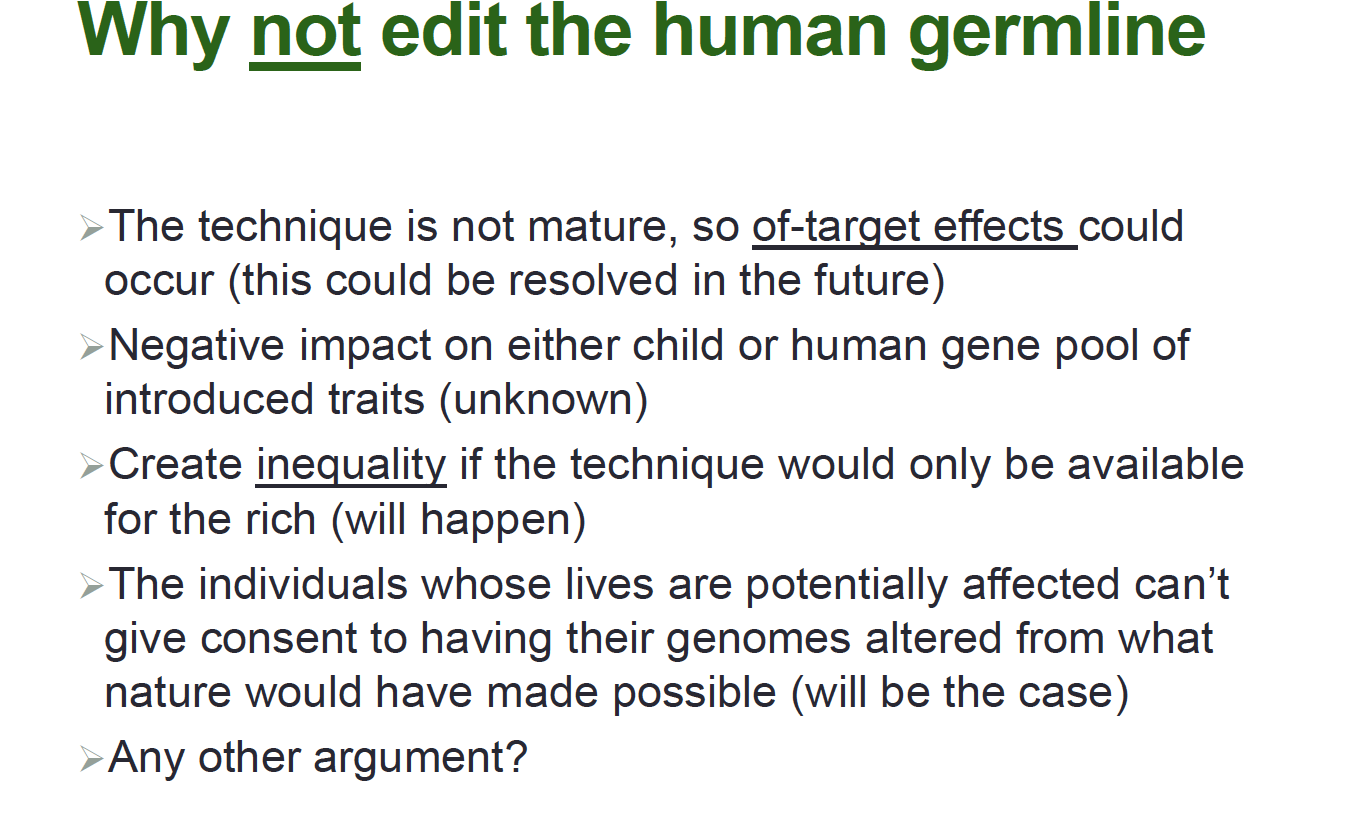 Why not edit the human germline
➢The technique is not mature, so of-target effects could
occur (this could be resolved in the future)
➢Negative impact on either child or human gene pool of
introduced traits (unknown)
➢Create inequality if the technique would only be available
for the rich (will happen)
➢The individuals whose lives are potentially affected can’t
give consent to having their genomes altered from what
nature would have made possible (will be the case)
➢Any other argument?